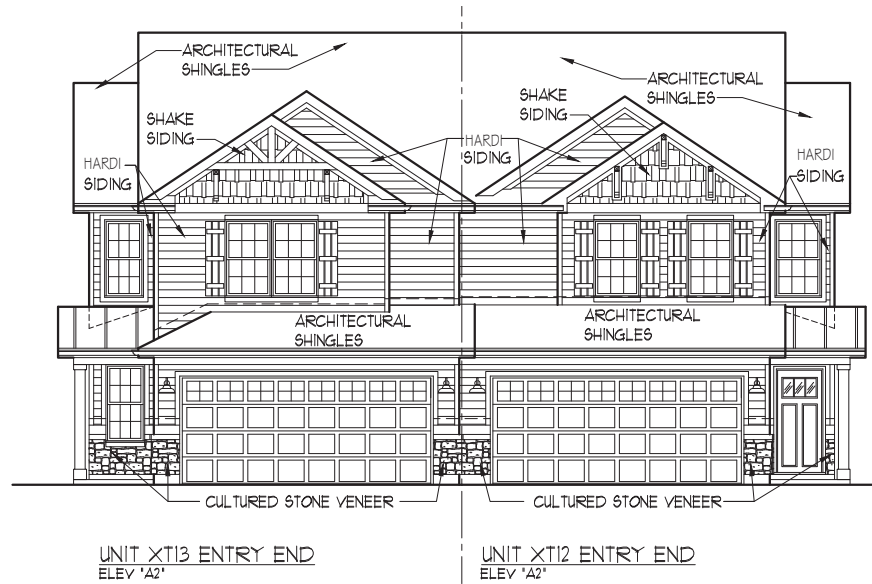 ARCHITECTURAL
SHINGLES
ARCHITECTURAL
SHINGLES
SHAKE
SIDING
SHAKE
SIDING
HARDI
SIDING
HARDI
SIDING
HARDI
SIDING
ARCHITECTURAL
SHINGLES
ARCHITECTURAL
SHINGLES
CULTURED STONE VENEER
CULTURED STONE VENEER
UNIT XT13 ENTRY END
ELEV "A2"
UNIT XT12 ENTRY END
ELEV "A2"